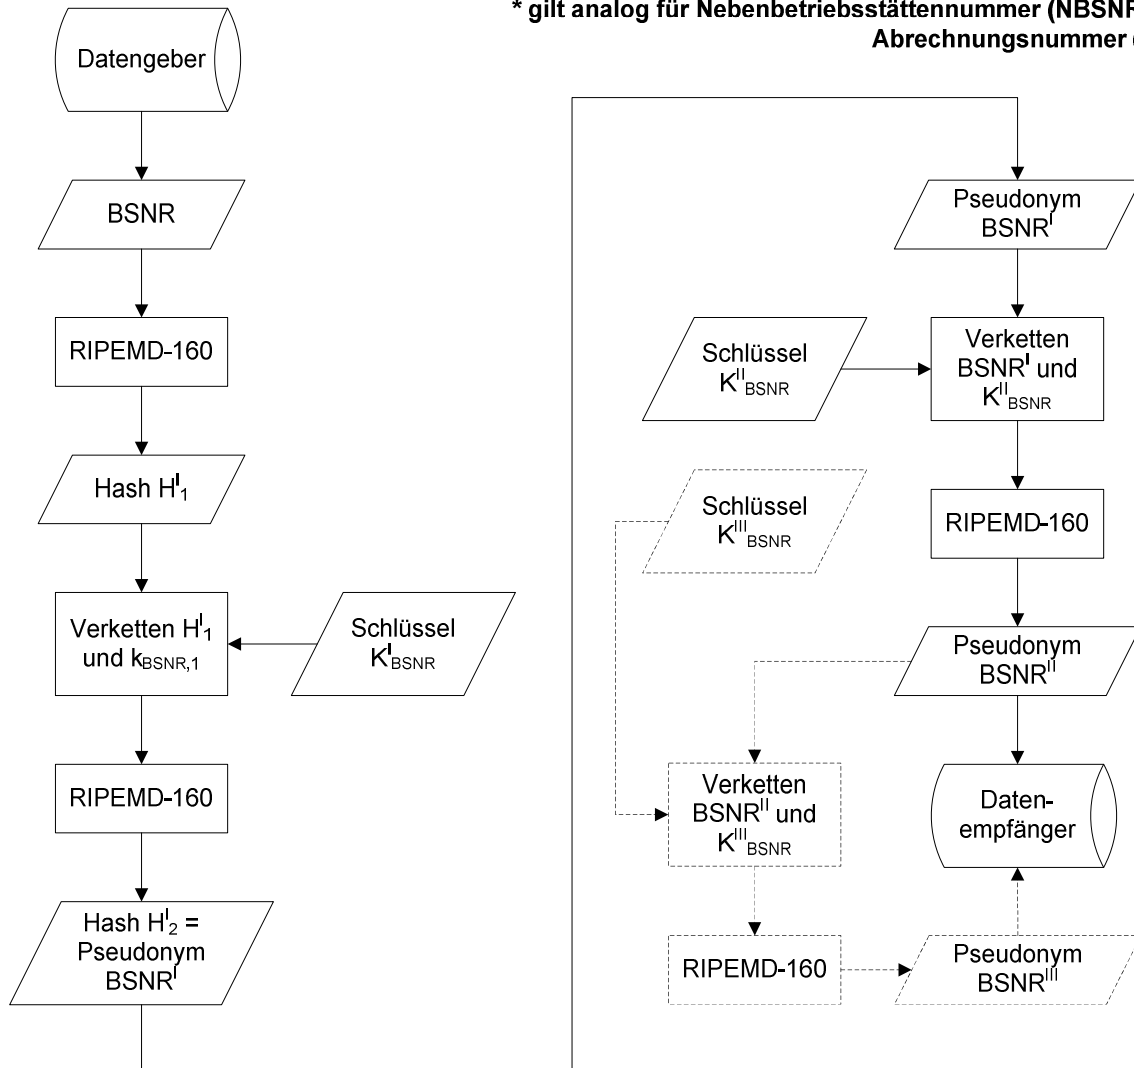 * gilt analog für Nebenbetriebsstättennummer (NBSNR
Abrechnungsnummer (
Datengeber
BSNR
RIPEMD-160
Hash H^I_1
Verketten H^I_1
und k_BSNR,1
Schlüssel
K^I_BSNR
RIPEMD-160
Hash H^I_2 =
Pseudonym
BSNR^I
Pseudonym
BSNR^I
Schlüssel
K^II_BSNR
Verketten
BSNR^I und
K^II_BSNR
Schlüssel
K^III_BSNR
RIPEMD-160
Pseudonym
BSNR^II
Verketten
BSNR^II und
K^III_BSNR
Daten-
empfänger
RIPEMD-160
Pseudonym
BSNR^III